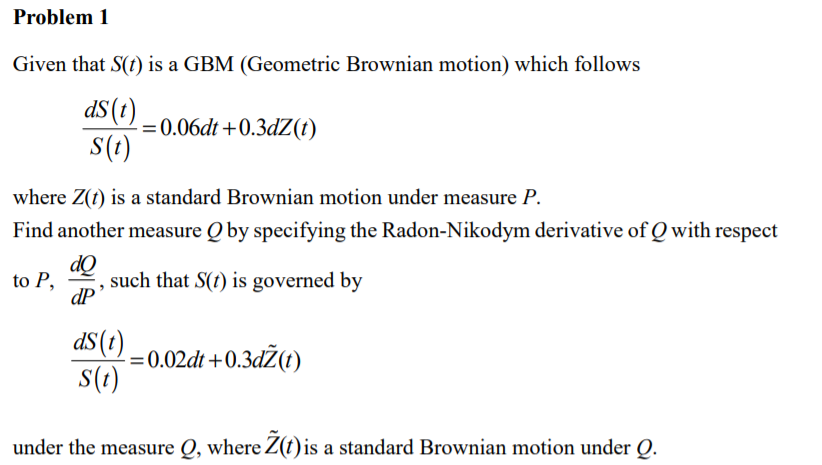 Problem 1
Given that S(t) is a GBM (Geometric Brownian motion) which follows
dS(t)/S(t) = 0.06dt + 0.3dZ(t)
where Z(t) is a standard Brownian motion under measure P.
Find another measure Q by specifying the Radon-Nikodym derivative of Q with respect
to P, dQ/dP, such that S(t) is governed by
dS(t)/S(t) = 0.02dt + 0.3dZ̃(t)
under the measure Q, where Z̃(t) is a standard Brownian motion under Q.